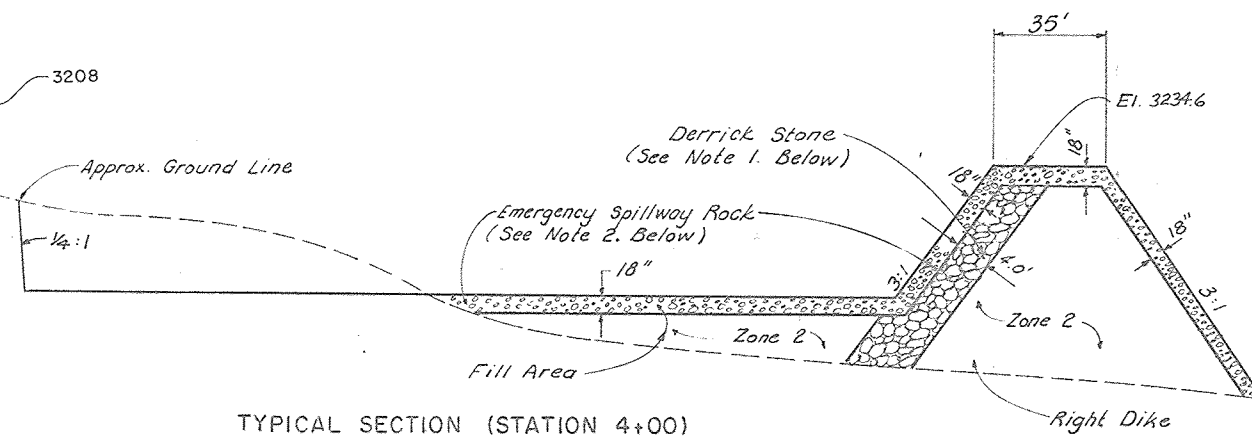 35'
3208
El. 3234.6
Derrick Stone
(See Note 1. Below)
18"
18"
Approx. Ground Line
Emergency Spillway Rock
(See Note 2. Below)
1/4:1
18"
3:1
4.0'
18"
3:1
Zone 2
Zone 2
Fill Area
Right Dike
TYPICAL SECTION (STATION 4+00)